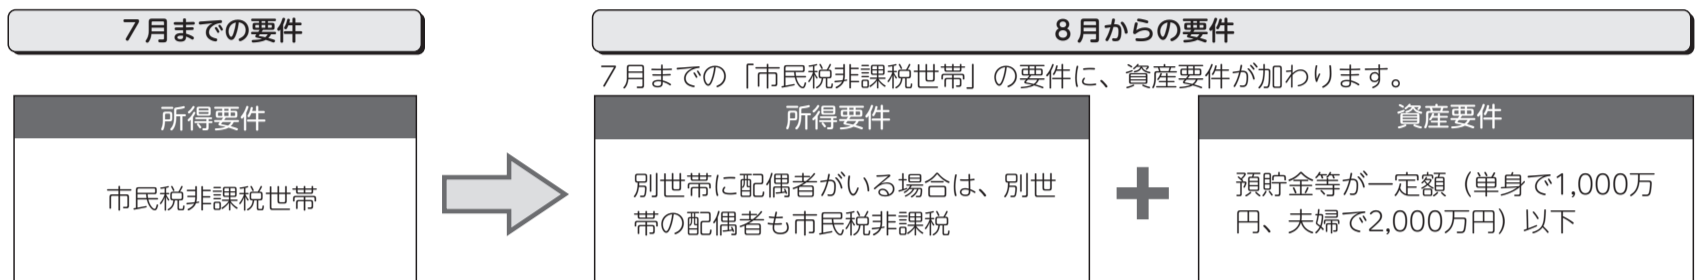 ７月までの要件
８月からの要件
７月までの「市民税非課税世帯」の要件に、資産要件が加わります。
所得要件
市民税非課税世帯
所得要件
別世帯に配偶者がいる場合は、別世
帯の配偶者も市民税非課税
資産要件
預貯金等が一定額（単身で1,000万
円、夫婦で2,000万円）以下